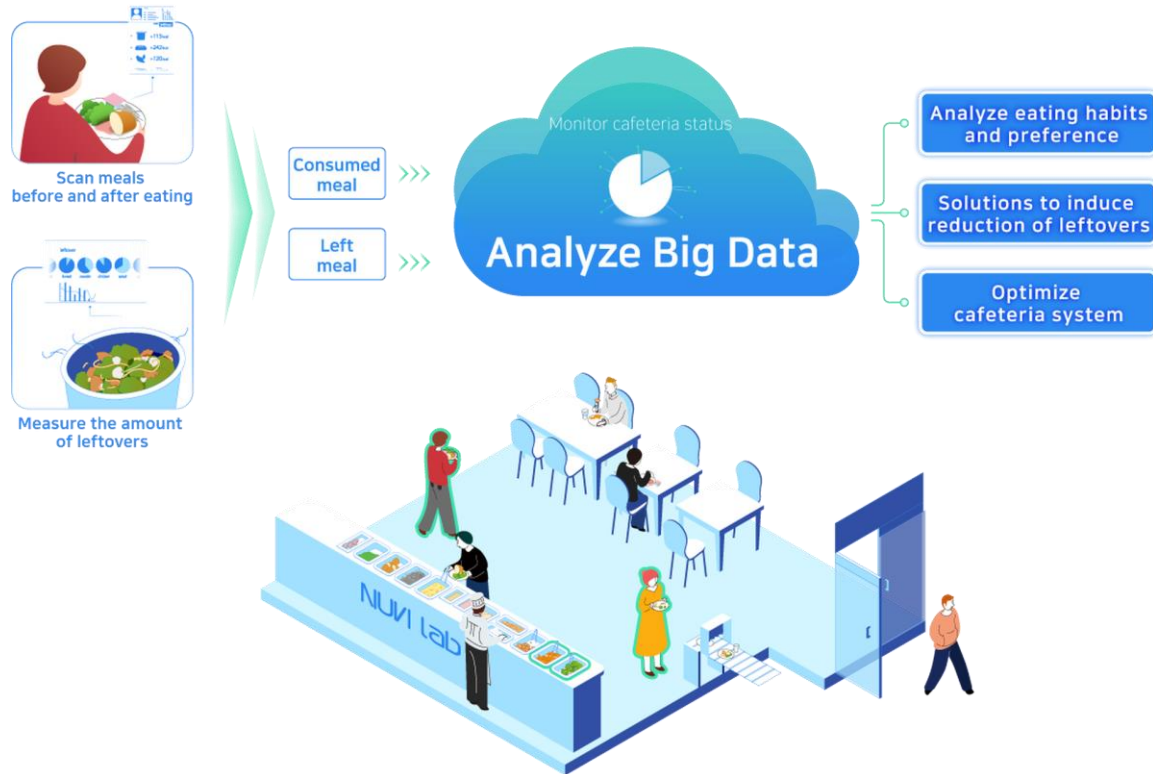 Scan meals
before and after eating
Measure the amount
of leftovers
Consumed
meal
Left
meal
Monitor cafeteria status
Analyze Big Data
Analyze eating habits
and preference
Solutions to induce
reduction of leftovers
Optimize
cafeteria system
NUVI lab